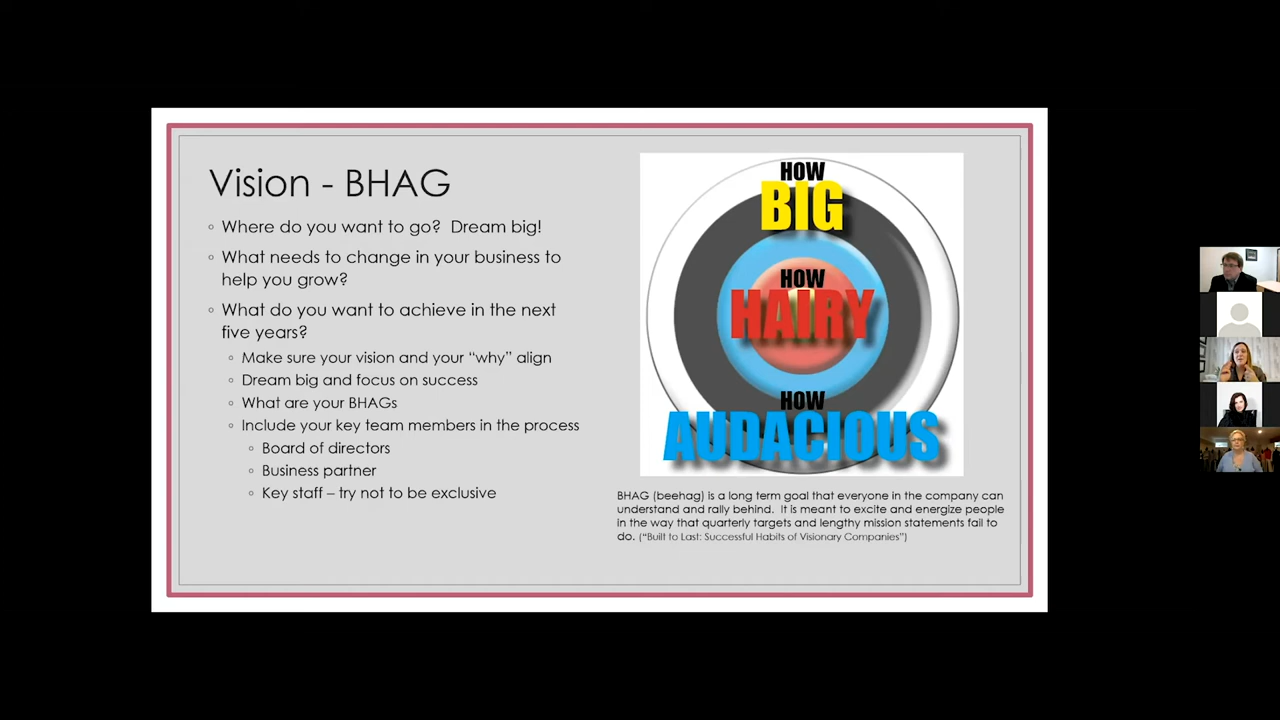 Vision - BHAG
◦ Where do you want to go?  Dream big!
◦ What needs to change in your business to
help you grow?
◦ What do you want to achieve in the next
five years?
◦ Make sure your vision and your “why” align
◦ Dream big and focus on success
◦ What are your BHAGs
◦ Include your key team members in the process
◦ Board of directors
◦ Business partner
◦ Key staff – try not to be exclusive
HOW
BIG
HOW
HAIRY
HOW
AUDACIOUS
BHAG (beehag) is a long term goal that everyone in the company can
understand and rally behind.  It is meant to excite and energize people
in the way that quarterly targets and lengthy mission statements fail to
do. (“Built to Last: Successful Habits of Visionary Companies”)